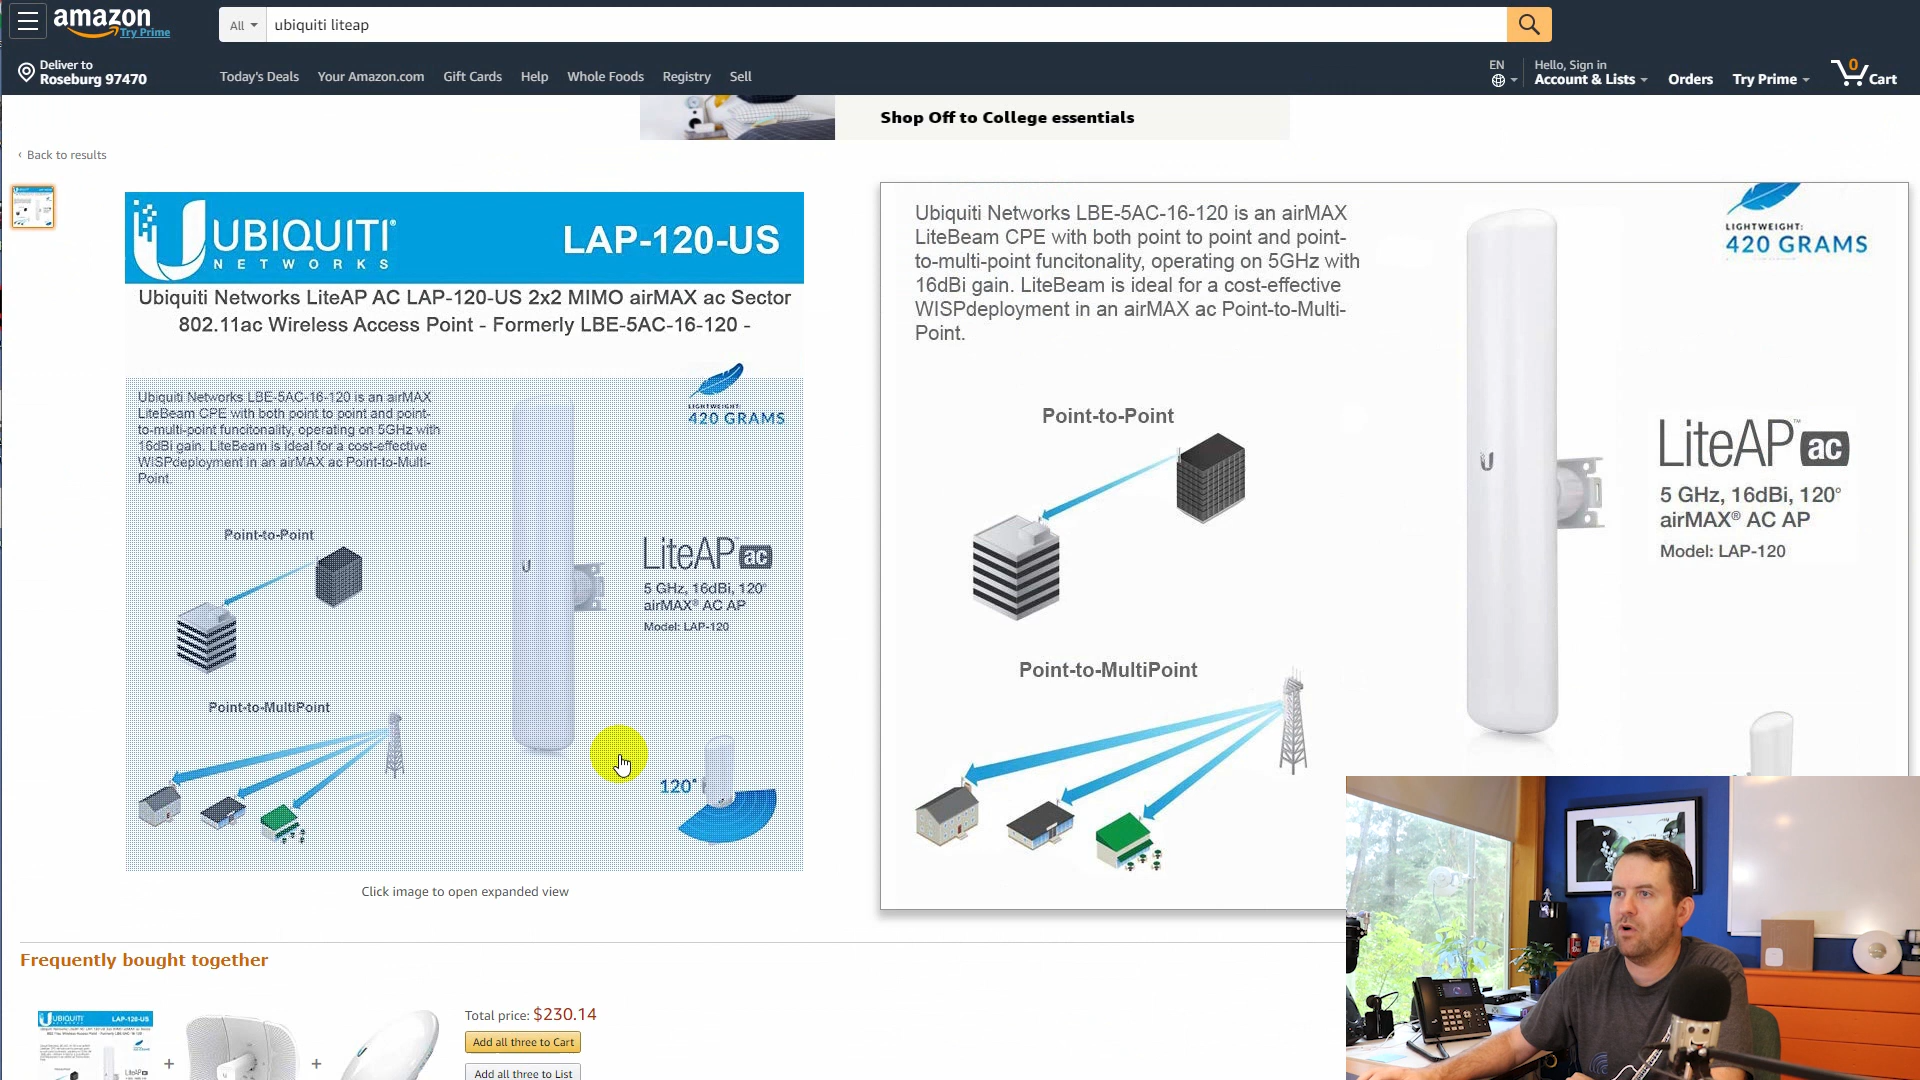 amazon
Try Prime
All
ubiquiti liteap
Deliver to
Roseburg 97470
Today's Deals
Your Amazon.com
Gift Cards
Help
Whole Foods
Registry
Sell
EN
Hello, Sign in
Account & Lists
Orders
Try Prime
0
Cart
Shop Off to College essentials
‹ Back to results
UBIQUITI®
NETWORKS
LAP-120-US
Ubiquiti Networks LiteAP AC LAP-120-US 2x2 MIMO airMAX ac Sector
802.11ac Wireless Access Point - Formerly LBE-5AC-16-120 -
Ubiquiti Networks LBE-5AC-16-120 is an airMAX
LiteBeam CPE with both point to point and point-
to-multi-point funcitonality, operating on 5GHz with
16dBi gain. LiteBeam is ideal for a cost-effective
WISPdeployment in an airMAX ac Point-to-Multi-
Point.
LIGHTWEIGHT:
420 GRAMS
Point-to-Point
LiteAP ac
5 GHz, 16dBi, 120°
airMAX® AC AP
Model: LAP-120
Point-to-MultiPoint
120°
Click image to open expanded view
Ubiquiti Networks LBE-5AC-16-120 is an airMAX
LiteBeam CPE with both point to point and point-
to-multi-point funcitonality, operating on 5GHz with
16dBi gain. LiteBeam is ideal for a cost-effective
WISPdeployment in an airMAX ac Point-to-Multi-
Point.
LIGHTWEIGHT:
420 GRAMS
Point-to-Point
LiteAP™ ac
5 GHz, 16dBi, 120°
airMAX® AC AP
Model: LAP-120
Point-to-MultiPoint
Frequently bought together
UBIQUITI
LAP-120-US
+
+
Total price: $230.14
Add all three to Cart
Add all three to List